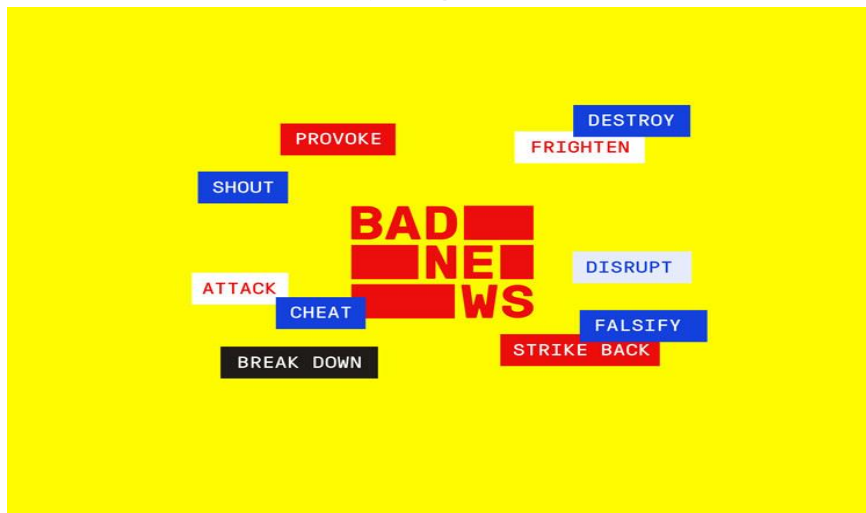 DESTROY
PROVOKE
FRIGHTEN
SHOUT
BAD
NE
WS
DISRUPT
ATTACK
CHEAT
FALSIFY
STRIKE BACK
BREAK DOWN